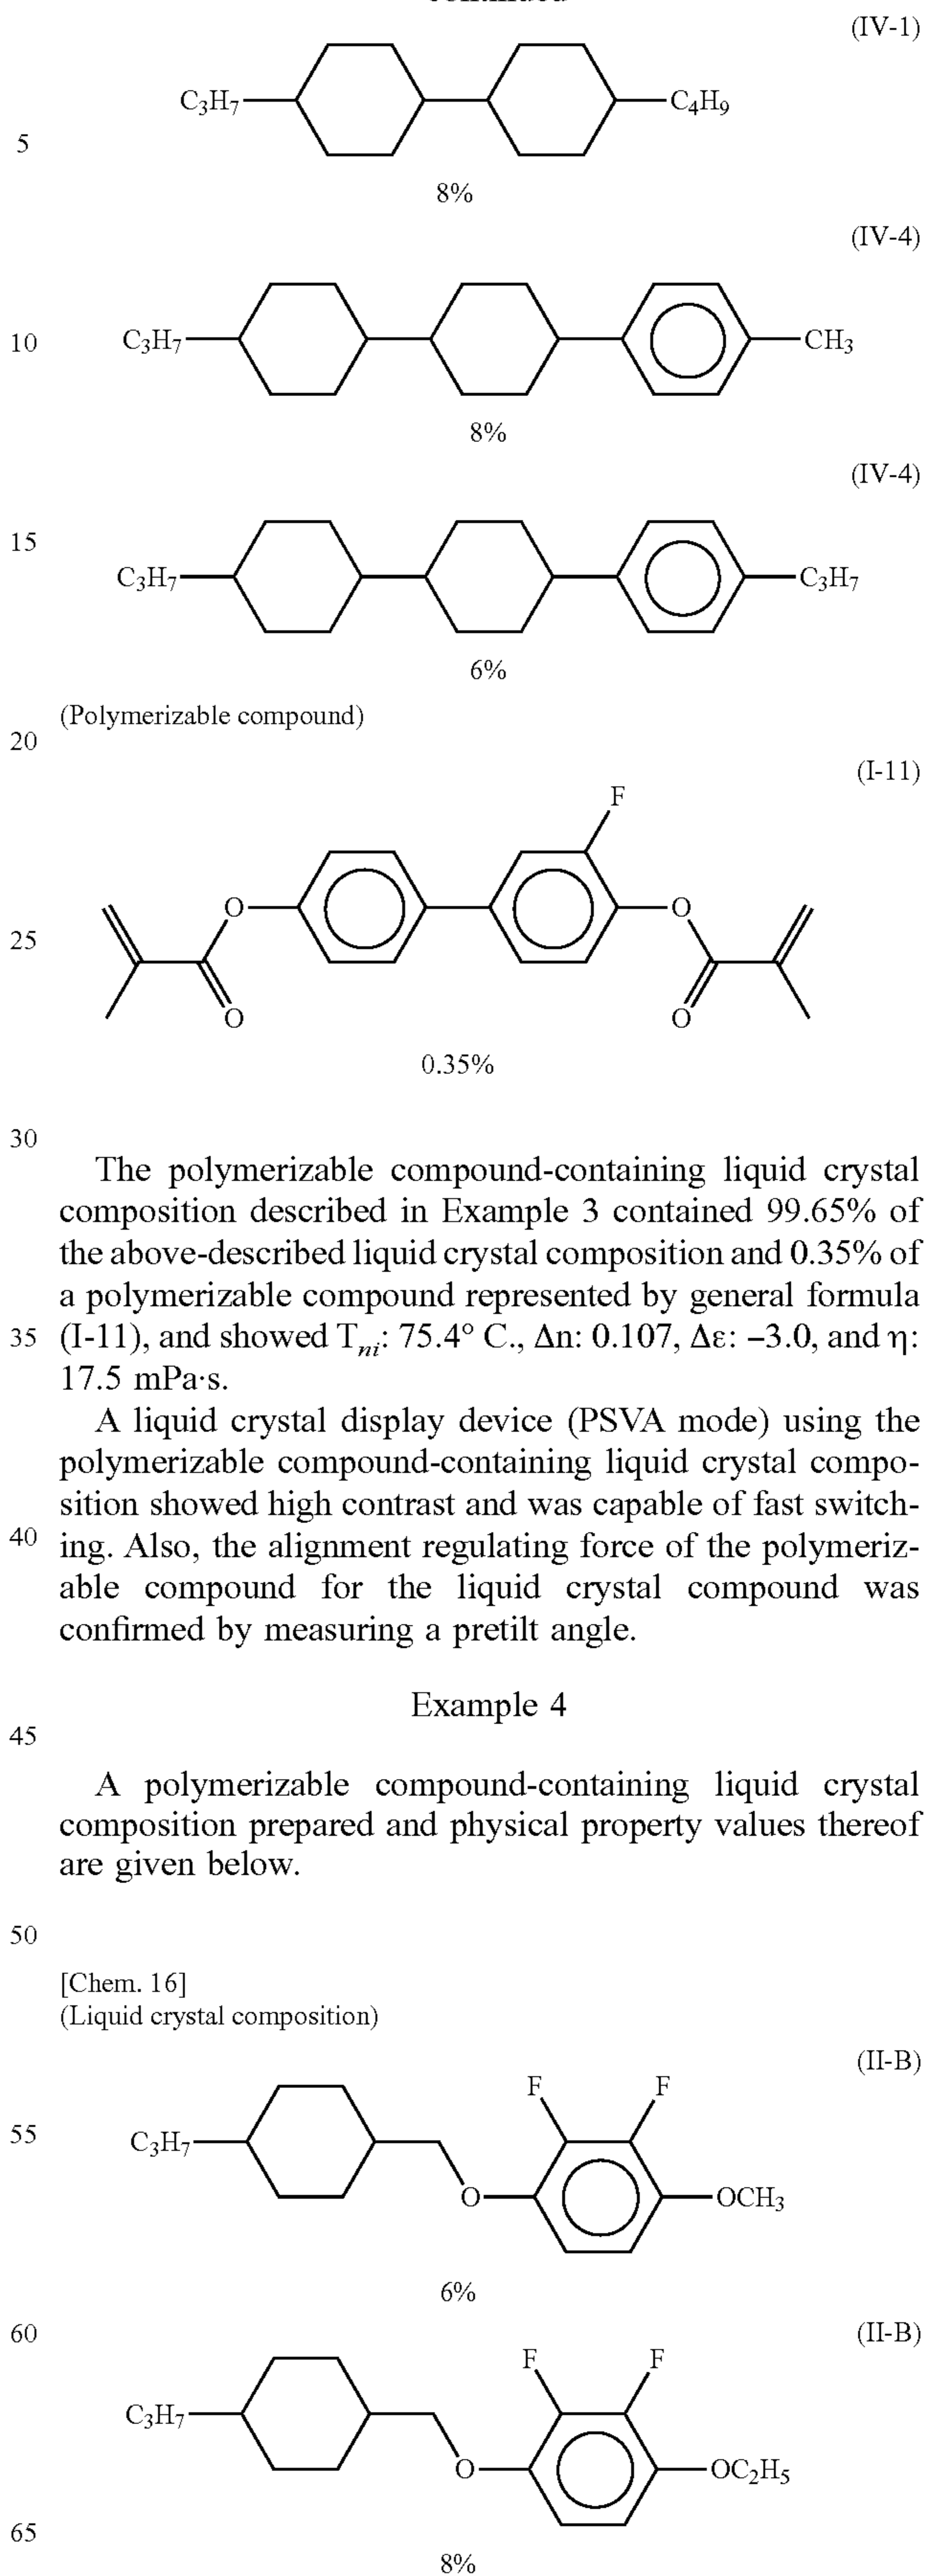 (IV-1)
C3H7 C4H9
5
8%
(IV-4)
10
C3H7 CH3
8%
(IV-4)
15
C3H7 C3H7
6%
(Polymerizable compound)
20
(I-11)
F
O O
25
O O
0.35%
30
The polymerizable compound-containing liquid crystal
composition described in Example 3 contained 99.65% of
the above-described liquid crystal composition and 0.35% of
a polymerizable compound represented by general formula
35 (I-11), and showed Tni: 75.4° C., Δn: 0.107, Δε: −3.0, and η:
17.5 mPa·s.
A liquid crystal display device (PSVA mode) using the
polymerizable compound-containing liquid crystal compo-
sition showed high contrast and was capable of fast switch-
40 ing. Also, the alignment regulating force of the polymeriz-
able compound for the liquid crystal compound was
confirmed by measuring a pretilt angle.
Example 4
45
A polymerizable compound-containing liquid crystal
composition prepared and physical property values thereof
are given below.
50
[Chem. 16]
(Liquid crystal composition)
(II-B)
F F
55
C3H7
O OCH3
6%
60
(II-B)
F F
C3H7
O OC2H5
65
8%